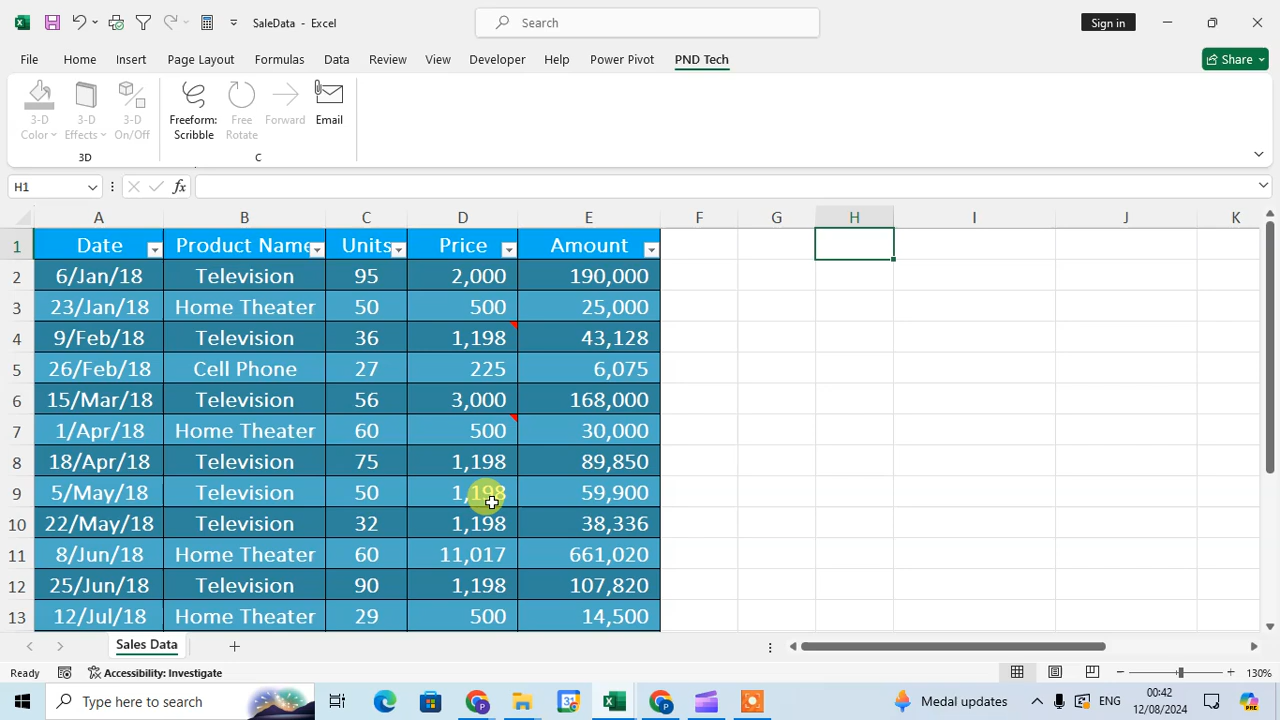 SaleData - Excel
Search
Sign in
File Home Insert Page Layout Formulas Data Review View Developer Help Power Pivot PND Tech Share
3-D Color
3-D Effects
3-D On/Off
Freeform: Scribble
Free Rotate
Forward
Email
3D C
H1 fx
A B C D E F G H I J K
1 Date Product Name Units Price Amount
2 6/Jan/18 Television 95 2,000 190,000
3 23/Jan/18 Home Theater 50 500 25,000
4 9/Feb/18 Television 36 1,198 43,128
5 26/Feb/18 Cell Phone 27 225 6,075
6 15/Mar/18 Television 56 3,000 168,000
7 1/Apr/18 Home Theater 60 500 30,000
8 18/Apr/18 Television 75 1,198 89,850
9 5/May/18 Television 50 1,198 59,900
10 22/May/18 Television 32 1,198 38,336
11 8/Jun/18 Home Theater 60 11,017 661,020
12 25/Jun/18 Television 90 1,198 107,820
13 12/Jul/18 Home Theater 29 500 14,500
Sales Data
Ready Accessibility: Investigate 130%
Type here to search Medal updates ENG 00:42
12/08/2024